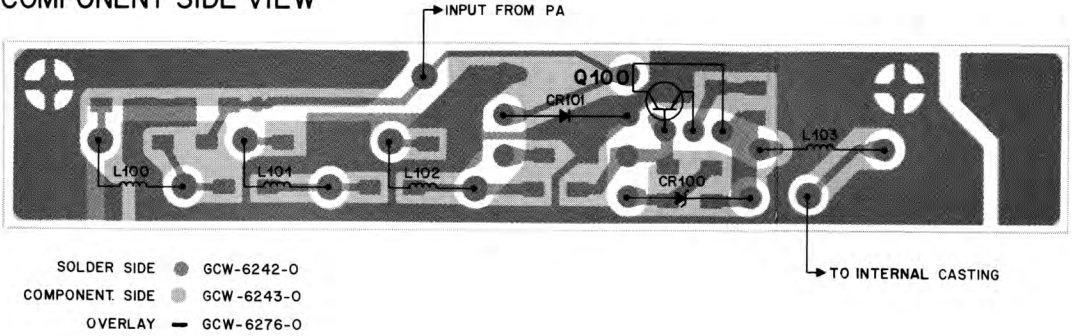 COMPONENT SIDE VIEW
INPUT FROM PA
Q100
CR101
L103
L100
L101
L102
CR100
TO INTERNAL CASTING
SOLDER SIDE GCW-6242-0
COMPONENT. SIDE GCW-6243-0
OVERLAY GCW-6276-0